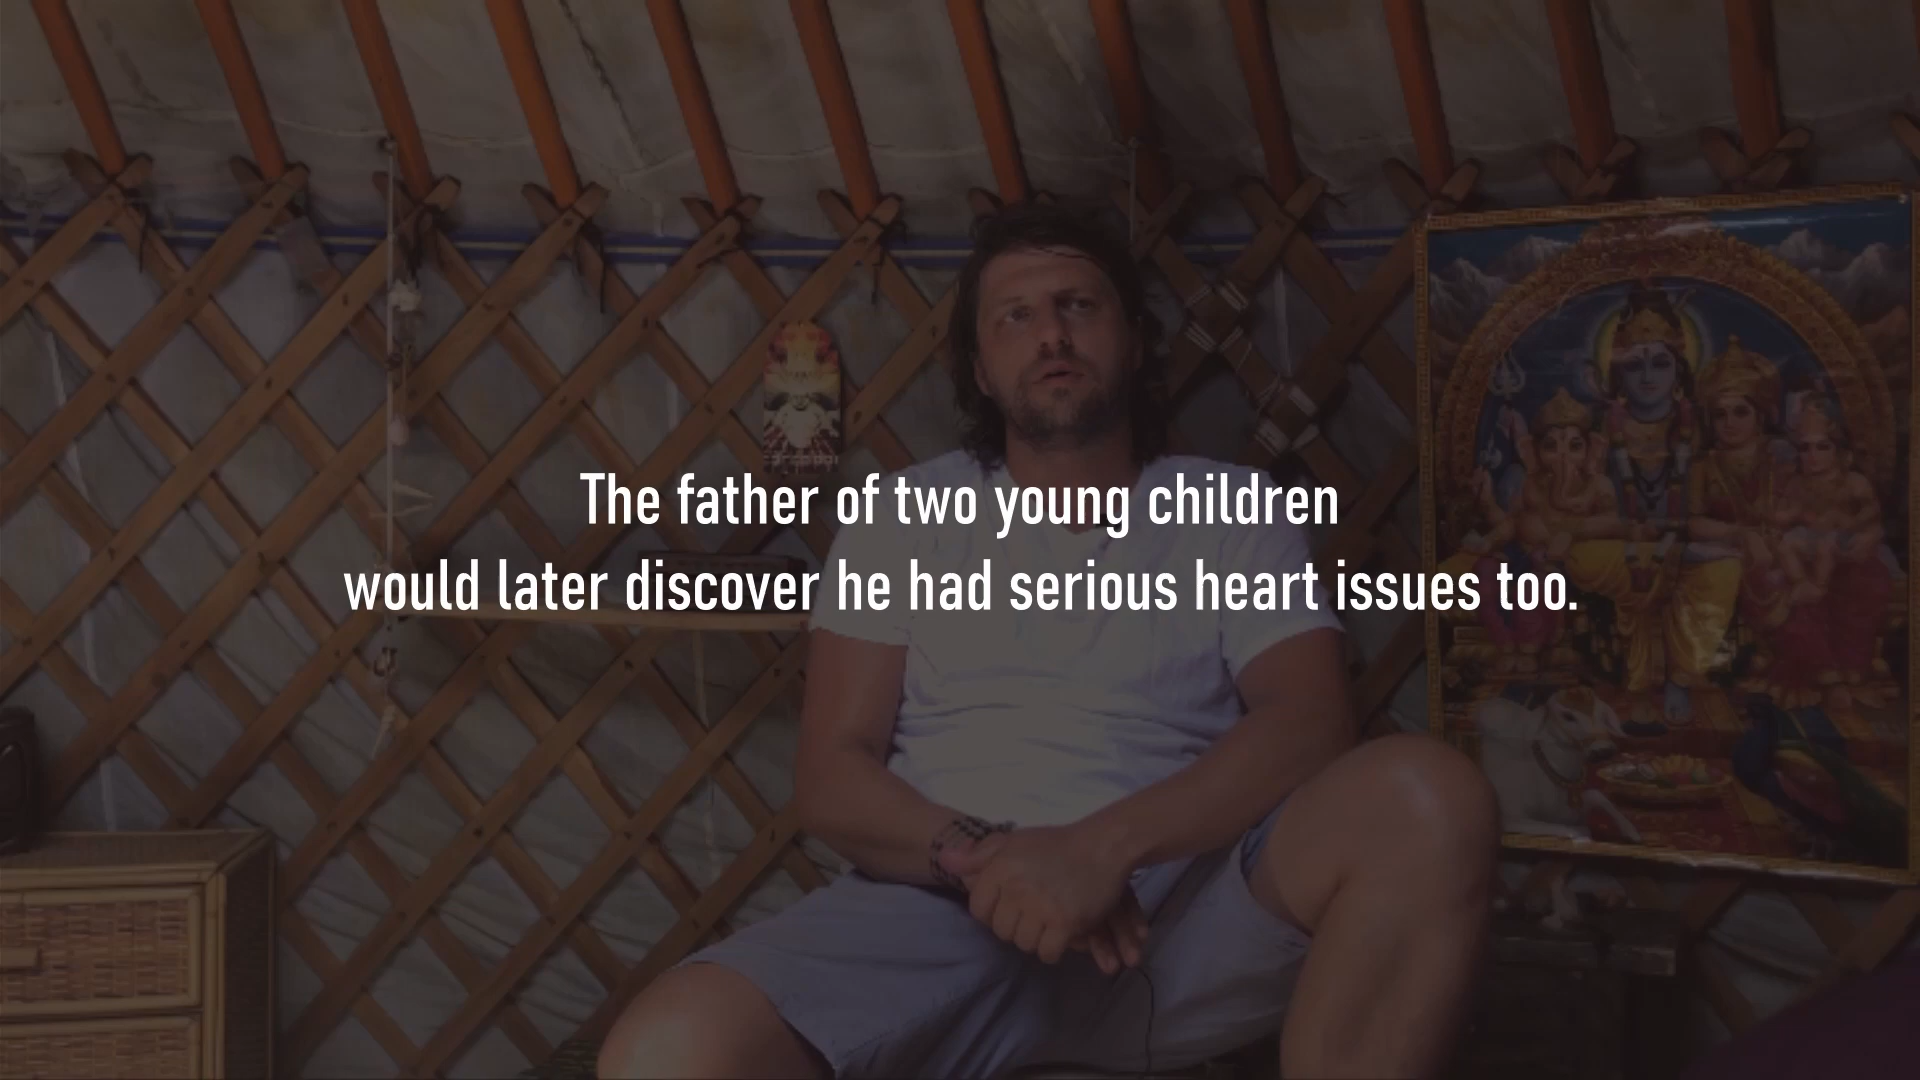 The father of two young children
would later discover he had serious heart issues too.